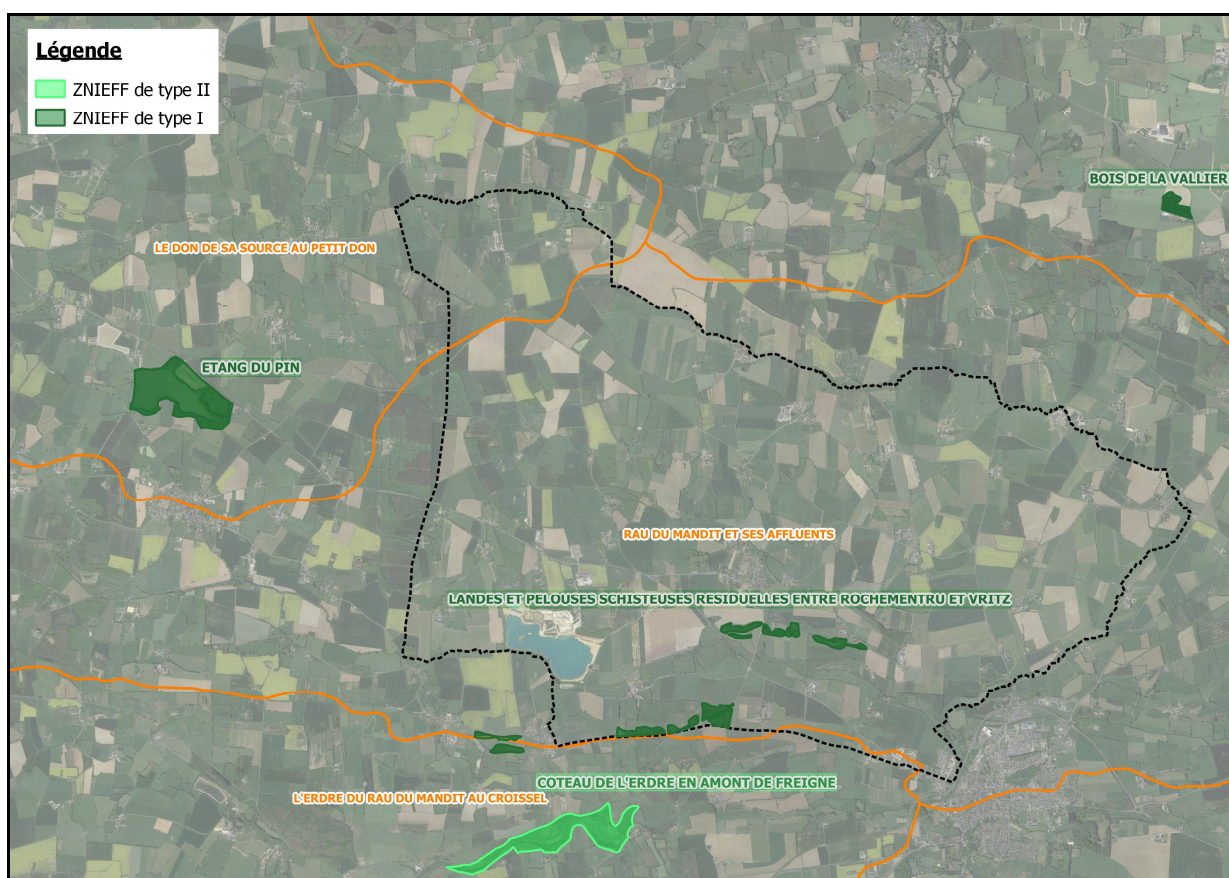 Légende
ZNIEFF de type II
ZNIEFF de type I
BOIS DE LA VALLIER
LE DON DE SA SOURCE AU PETIT DON
ETANG DU PIN
RAU DU MANDIT ET SES AFFLUENTS
LANDES ET PELOUSES SCHISTEUSES RESIDUELLES ENTRE ROCHEMENTRU ET VRITZ
COTEAU DE L'ERDRE EN AMONT DE FREIGNE
L'ERDRE DU RAU DU MANDIT AU CROISSEL